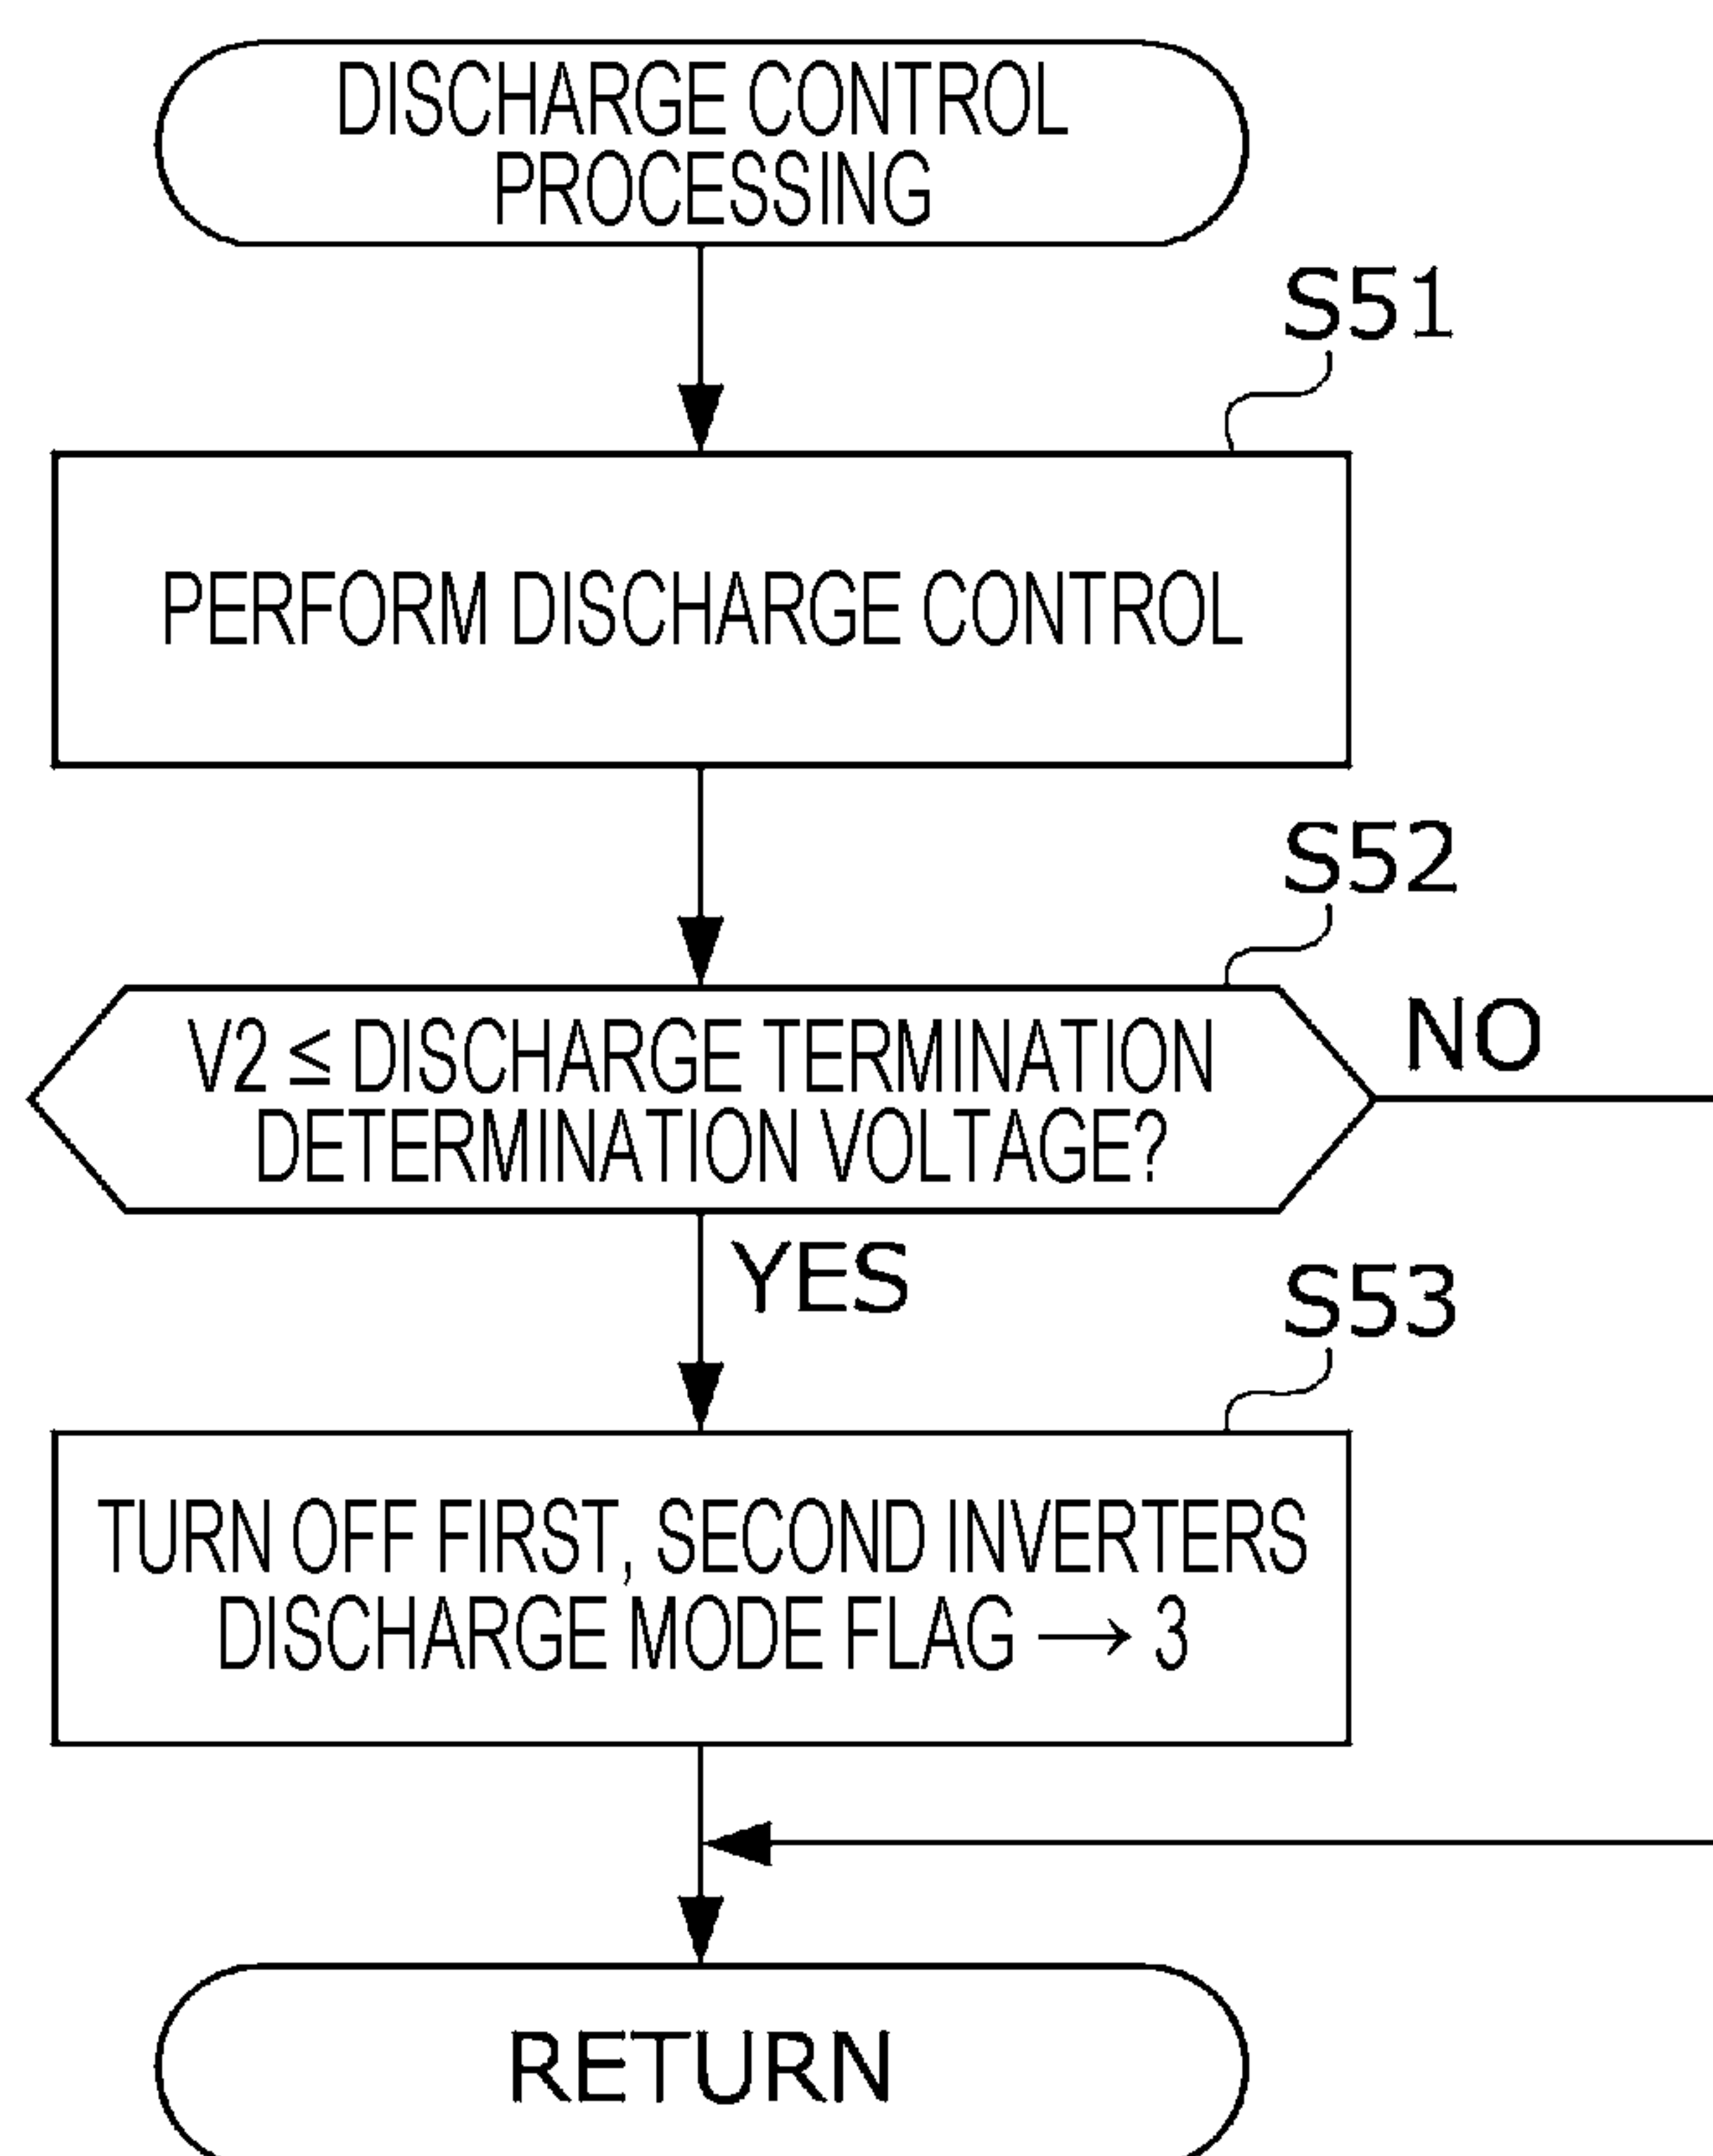 DISCHARGE CONTROL
PROCESSING
S51
PERFORM DISCHARGE CONTROL
S52
V2 ≤ DISCHARGE TERMINATION
DETERMINATION VOLTAGE?
NO
YES
S53
TURN OFF FIRST, SECOND INVERTERS
DISCHARGE MODE FLAG → 3
RETURN